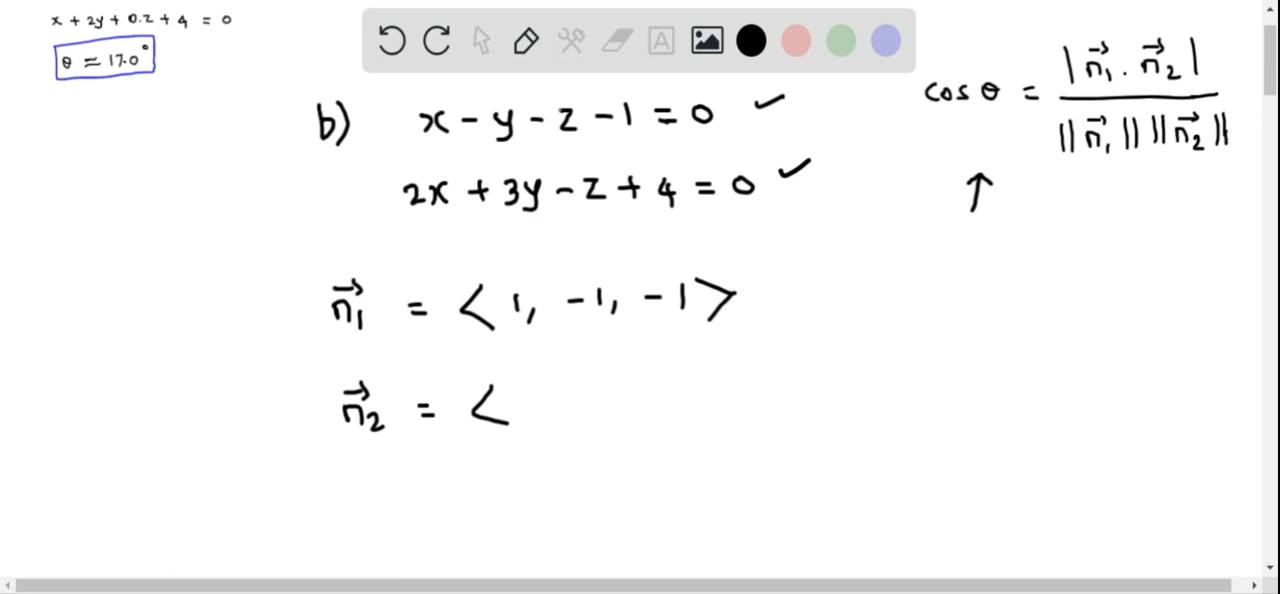 x + 2y + 0.z + 4 = 0
θ ≈ 17.0°
cos θ = |n⃗₁ · n⃗₂| / ||n⃗₁|| ||n⃗₂||
b) x - y - z - 1 = 0 ✓
2x + 3y - z + 4 = 0 ✓
↑
n⃗₁ = < 1, -1, -1 >
n⃗₂ = <